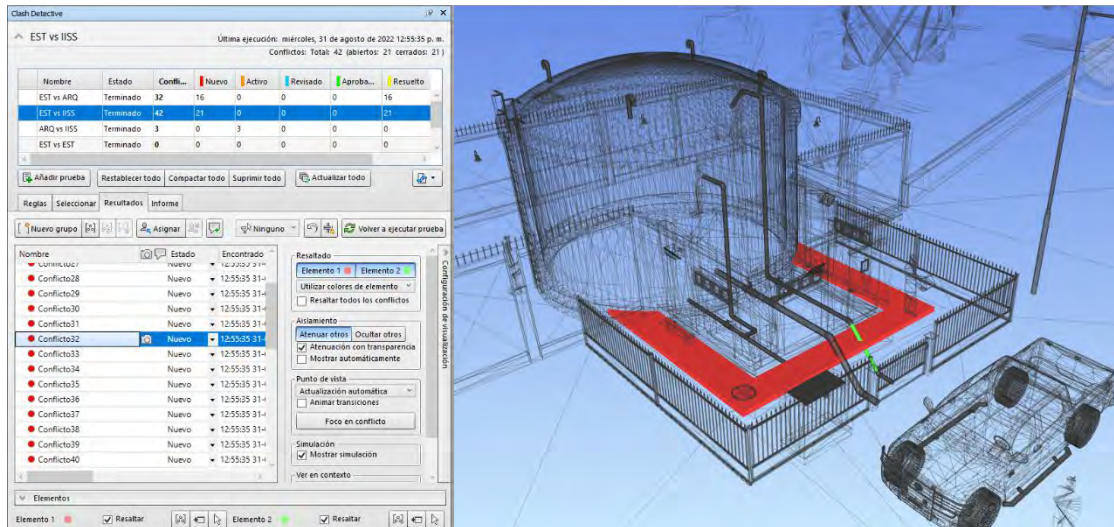 Clash Detective
EST vs IISS
Última ejecución: miércoles, 31 de agosto de 2022 12:55:35 p. m.
Conflictos: Total: 42 (abiertos: 21 cerrados: 21)
Nombre Estado Confli... Nuevo Activo Revisado Aproba... Resuelto
EST vs ARQ Terminado 32 16 0 0 0 16
EST vs IISS Terminado 42 21 0 0 0 21
ARQ vs IISS Terminado 3 0 3 0 0 0
EST vs EST Terminado 0 0 0 0 0 0
Añadir prueba Restablecer todo Compactar todo Suprimir todo Actualizar todo
Reglas Seleccionar Resultados Informe
Nuevo grupo Asignar Ninguno Volver a ejecutar prueba
Nombre Estado Encontrado
Conflicto27 Nuevo 12:55:35 31-
Conflicto28 Nuevo 12:55:35 31-
Conflicto29 Nuevo 12:55:35 31-
Conflicto30 Nuevo 12:55:35 31-
Conflicto31 Nuevo 12:55:35 31-
Conflicto32 Nuevo 12:55:35 31-
Conflicto33 Nuevo 12:55:35 31-
Conflicto34 Nuevo 12:55:35 31-
Conflicto35 Nuevo 12:55:35 31-
Conflicto36 Nuevo 12:55:35 31-
Conflicto37 Nuevo 12:55:35 31-
Conflicto38 Nuevo 12:55:35 31-
Conflicto39 Nuevo 12:55:35 31-
Conflicto40 Nuevo 12:55:35 31-
Resaltado
Elemento 1 Elemento 2
Utilizar colores de elemento
Resaltar todos los conflictos
Aislamiento
Atenuar otros Ocultar otros
Atenuación con transparencia
Mostrar automáticamente
Punto de vista
Actualización automática
Animar transiciones
Foco en conflicto
Simulación
Mostrar simulación
Ver en contexto
Configuración de visualización
Elementos
Elemento 1 Resaltar Elemento 2 Resaltar